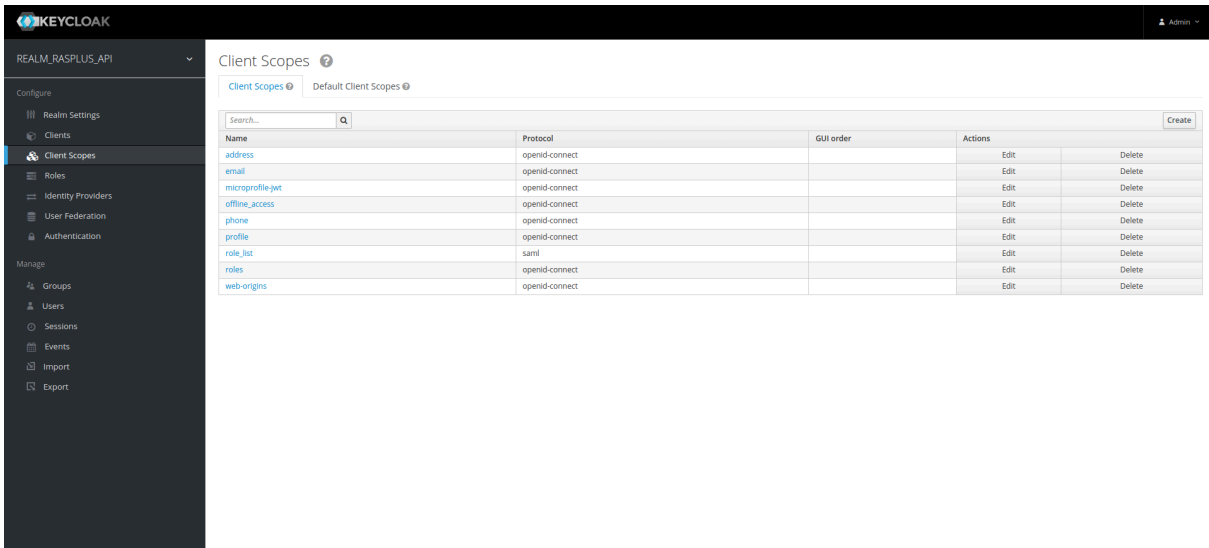 KEYCLOAK
Admin
REALM_RASPLUS_API
Configure
Realm Settings
Clients
Client Scopes
Roles
Identity Providers
User Federation
Authentication
Manage
Groups
Users
Sessions
Events
Import
Export
Client Scopes ?
Client Scopes ? Default Client Scopes ?
Search... Create
Name Protocol GUI order Actions
address openid-connect Edit Delete
email openid-connect Edit Delete
microprofile-jwt openid-connect Edit Delete
offline_access openid-connect Edit Delete
phone openid-connect Edit Delete
profile openid-connect Edit Delete
role_list saml Edit Delete
roles openid-connect Edit Delete
web-origins openid-connect Edit Delete